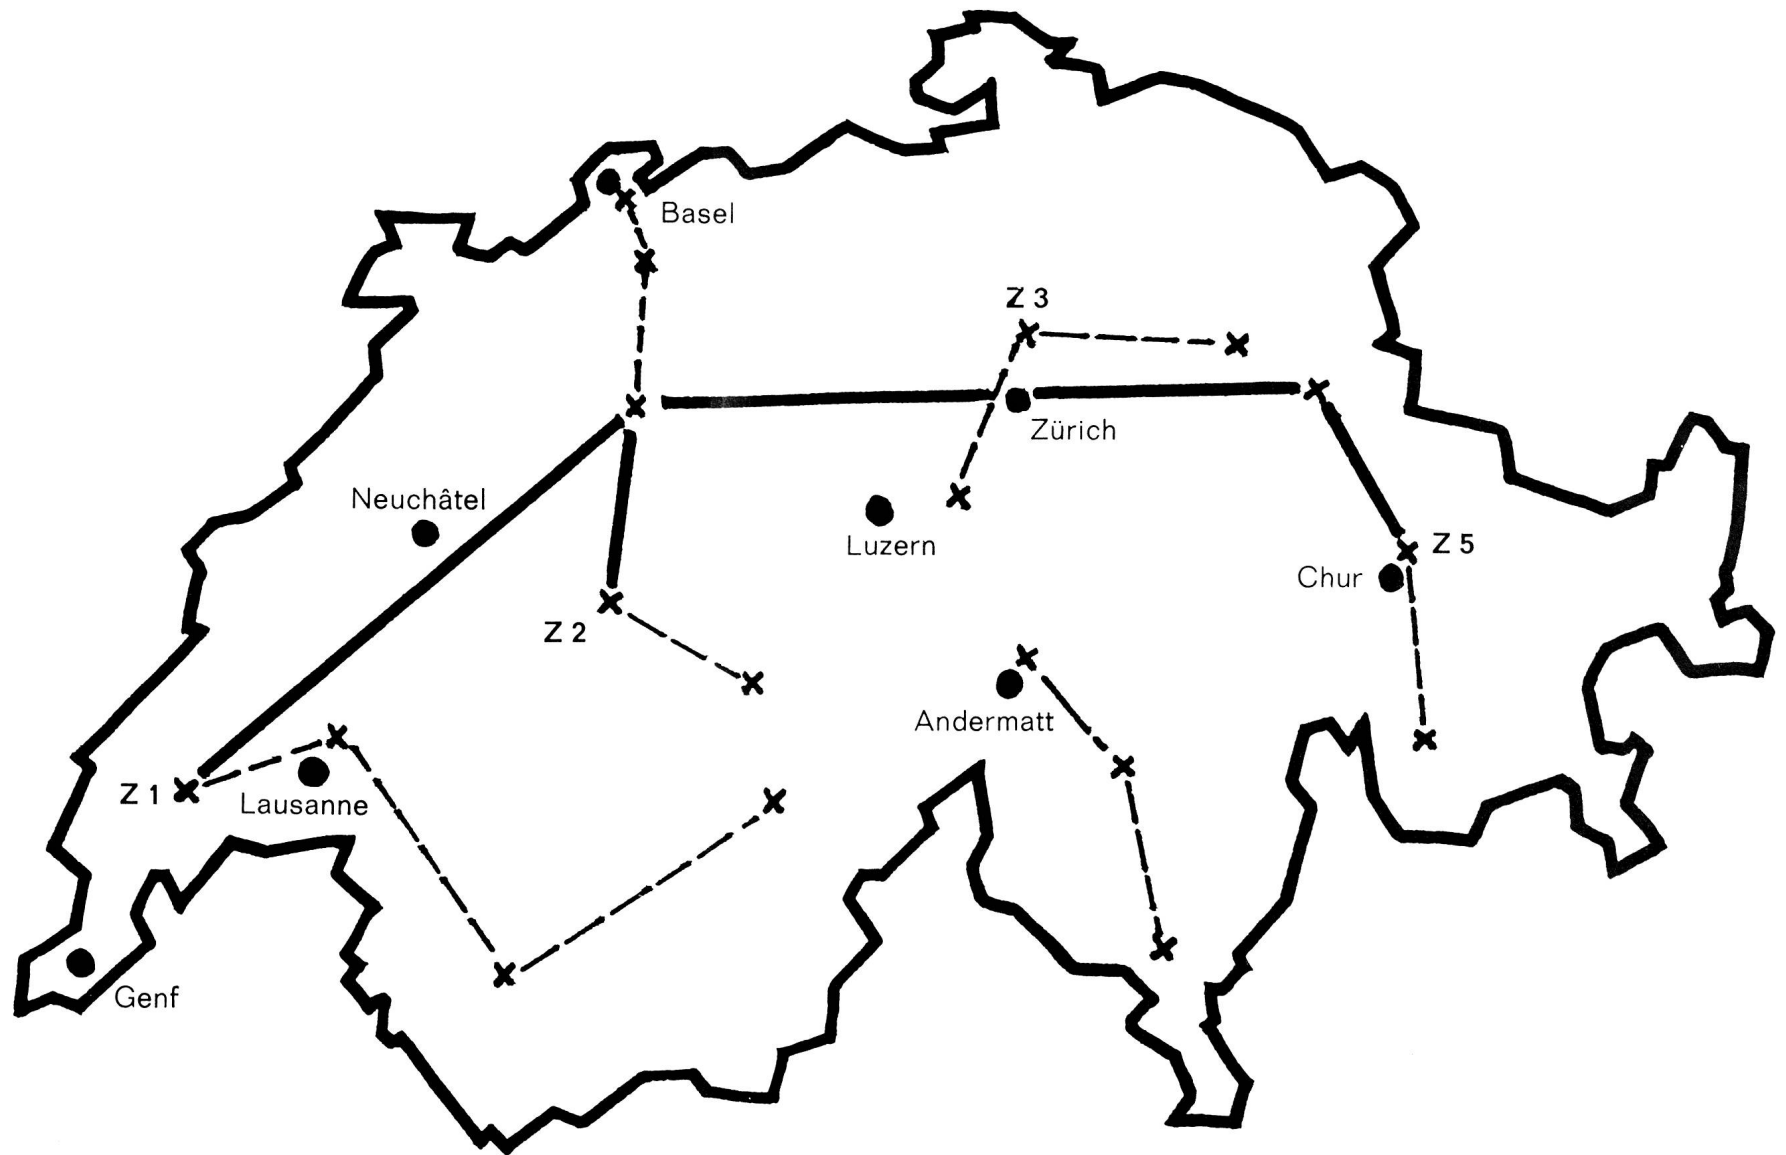 Basel
Z 3
Zürich
Neuchâtel
Luzern
Z 5
Chur
Z 2
Andermatt
Z 1
Lausanne
Genf